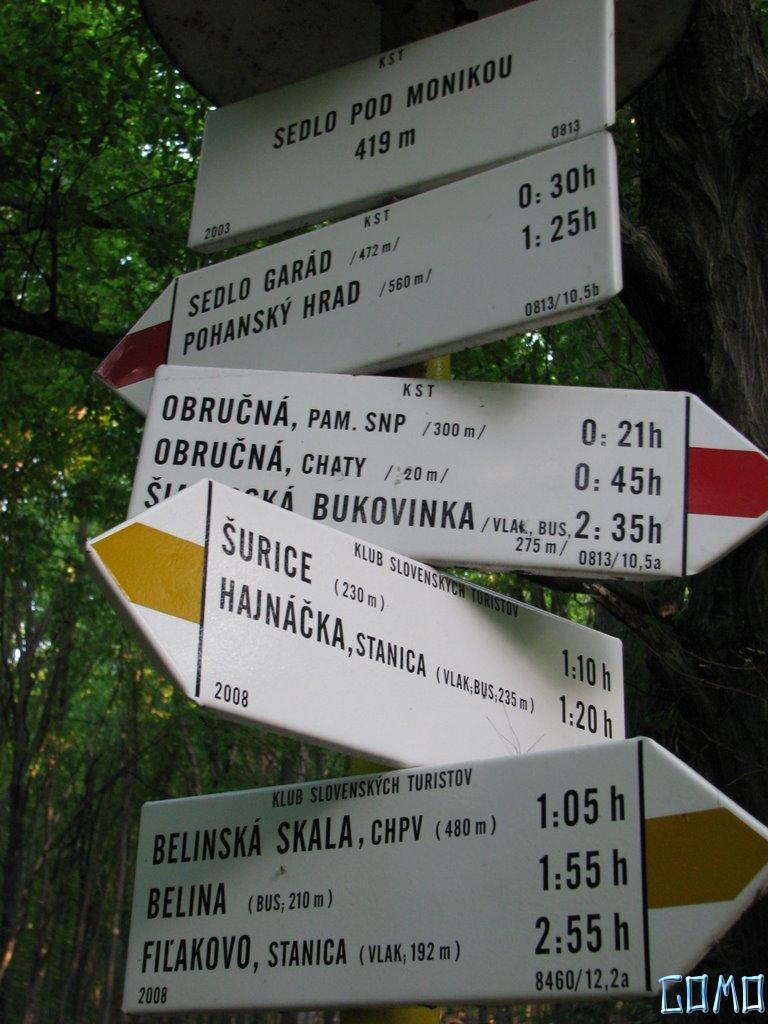 KST
SEDLO POD MONIKOU
419 m
2003 0813
KST
SEDLO GARÁD /472 m/ 0:30h
POHANSKÝ HRAD /560 m/ 1:25h
0813/10,5b
KST
OBRUČNÁ, PAM. SNP /300 m/ 0:21h
OBRUČNÁ, CHATY / 20 m/ 0:45h
BUKOVINKA /VLAK, BUS, 2:35h
275 m/ 0813/10,5a
KLUB SLOVENSKÝCH TURISTOV
ŠURICE (230 m) 1:10 h
HAJNÁČKA, STANICA (VLAK;BUS;235 m) 1:20 h
2008
KLUB SLOVENSKÝCH TURISTOV
BELINSKÁ SKALA, CHPV (480 m) 1:05 h
BELINA (BUS; 210 m) 1:55 h
FIĽAKOVO, STANICA (VLAK; 192 m) 2:55 h
2008 8460/12,2a
GOMO